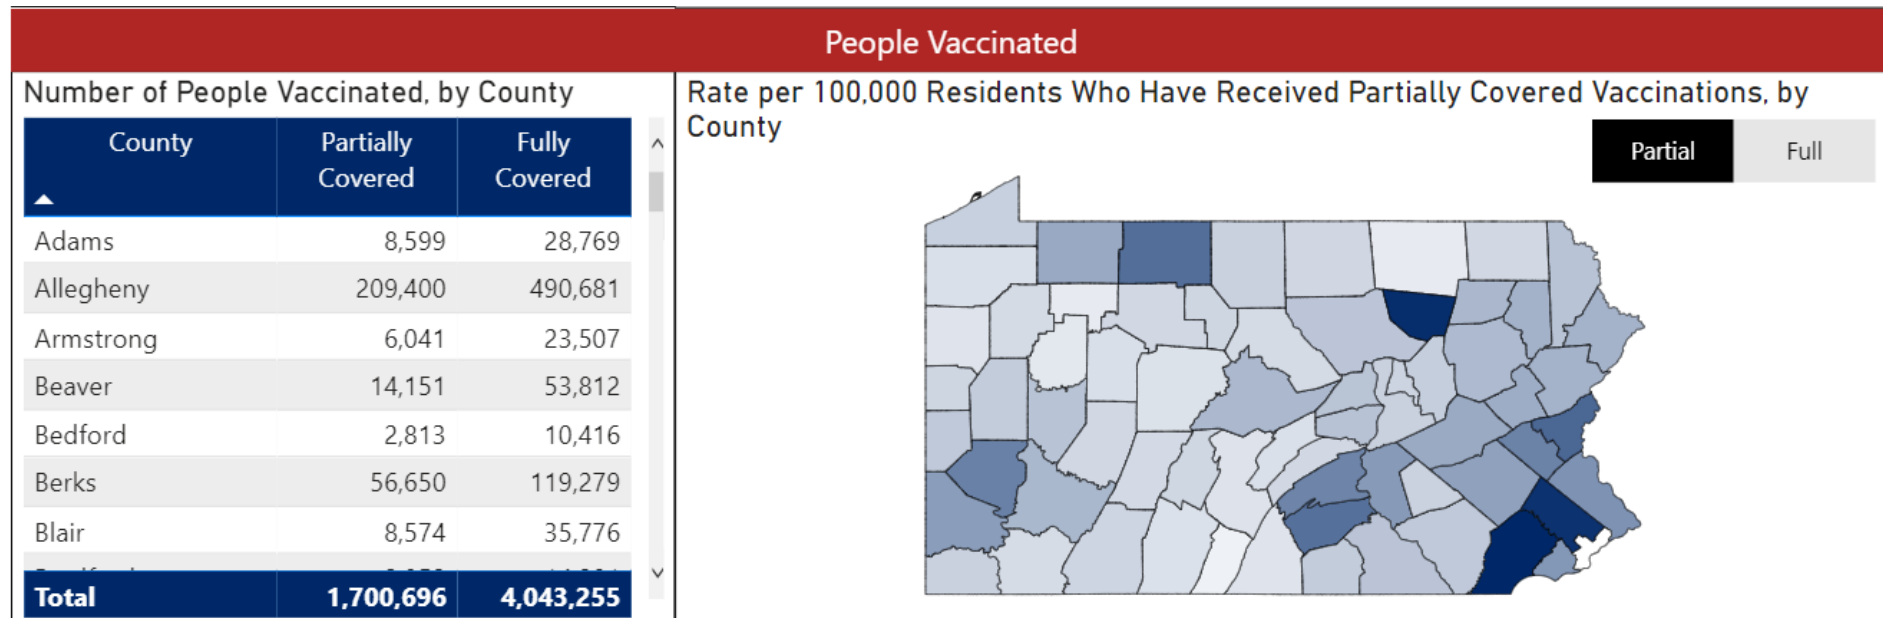 People Vaccinated
Number of People Vaccinated, by County
County Partially Covered Fully Covered
Adams 8,599 28,769
Allegheny 209,400 490,681
Armstrong 6,041 23,507
Beaver 14,151 53,812
Bedford 2,813 10,416
Berks 56,650 119,279
Blair 8,574 35,776
Total 1,700,696 4,043,255
Rate per 100,000 Residents Who Have Received Partially Covered Vaccinations, by
County
Partial Full